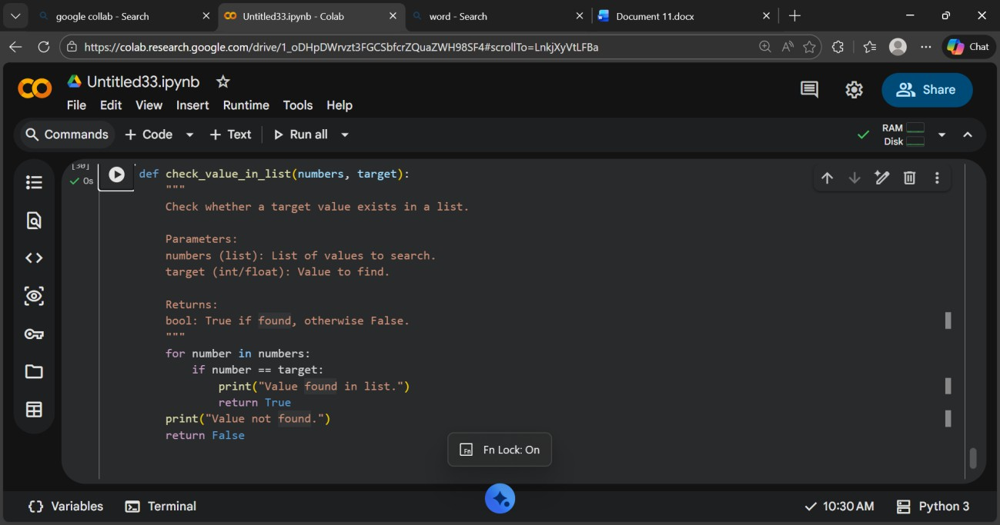 google collab - Search
Untitled33.ipynb - Colab
word - Search
Document 11.docx
https://colab.research.google.com/drive/1_oDHpDWrvzt3FGCSbfcrZQuaZWH98SF4#scrollTo=LnkjXyVtLFBa
Chat
Untitled33.ipynb
File Edit View Insert Runtime Tools Help
Share
Commands + Code + Text Run all
RAM
Disk
[30]
0s
def check_value_in_list(numbers, target):
"""
Check whether a target value exists in a list.
Parameters:
numbers (list): List of values to search.
target (int/float): Value to find.
Returns:
bool: True if found, otherwise False.
"""
for number in numbers:
if number == target:
print("Value found in list.")
return True
print("Value not found.")
return False
Fn Fn Lock: On
{} Variables Terminal
10:30 AM Python 3